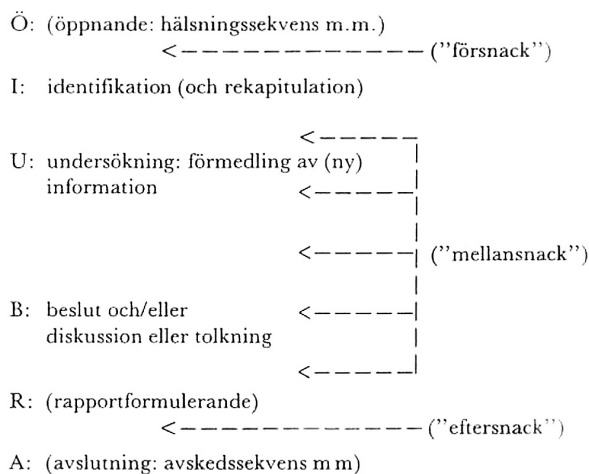 Ö: (öppnande: hälsningssekvens m.m.)
("försnack")
I: identifikation (och rekapitulation)
U: undersökning: förmedling av (ny)
information
("mellansnack")
B: beslut och/eller
diskussion eller tolkning
R: (rapportformulerande)
("eftersnack")
A: (avslutning: avskedssekvens m m)